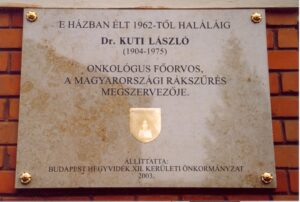 E HÁZBAN ÉLT 1962-TŐL HALÁLÁIG
Dr. KUTI LÁSZLÓ
(1904-1975)
ONKOLÓGUS FŐORVOS,
A MAGYARORSZÁGI RÁKSZŰRÉS
MEGSZERVEZŐJE.
ÁLLÍTTATTA:
BUDAPEST HEGYVIDÉK XII. KERÜLETI ÖNKORMÁNYZAT
2003.